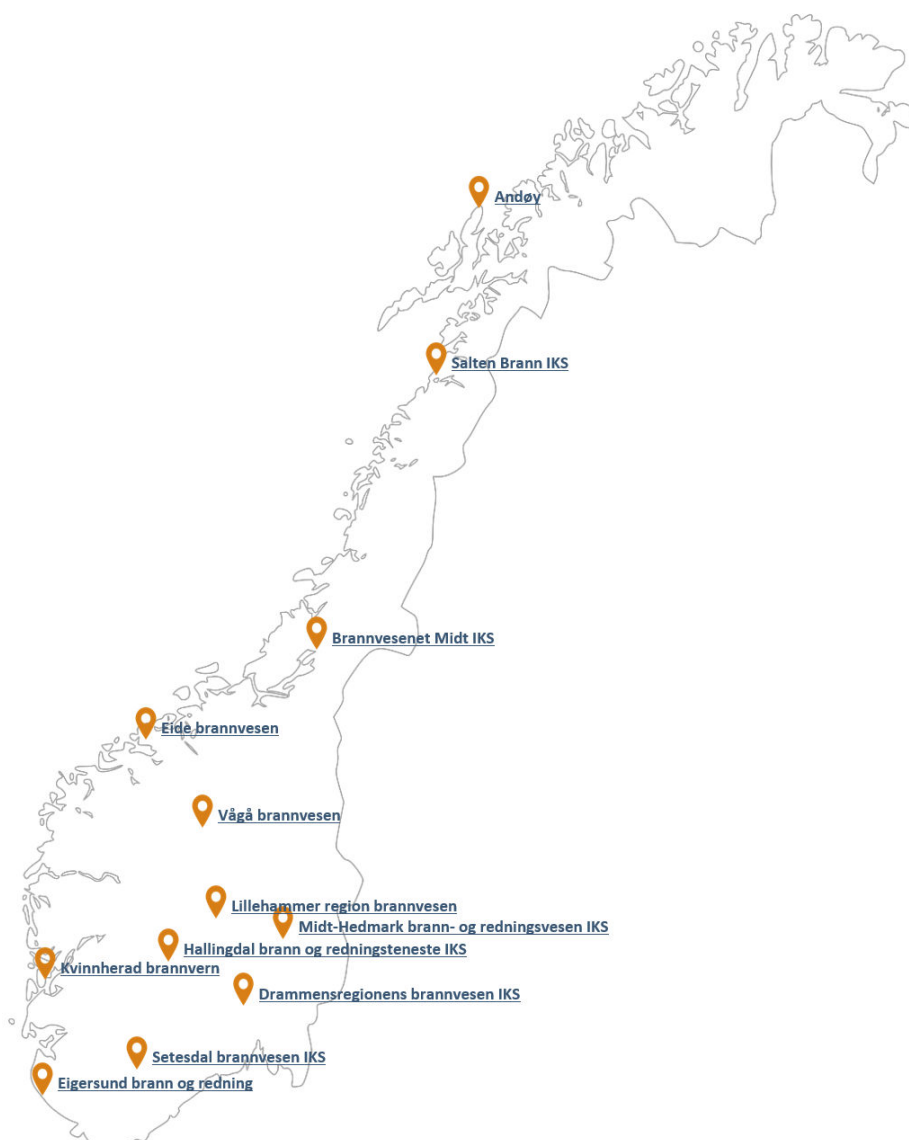 Andøy
Salten Brann IKS
Brannvesenet Midt IKS
Eide brannvesen
Vågå brannvesen
Lillehammer region brannvesen
Midt-Hedmark brann- og redningsvesen IKS
Hallingdal brann og redningsteneste IKS
Kvinnherad brannvern
Drammensregionens brannvesen IKS
Setesdal brannvesen IKS
Eigersund brann og redning